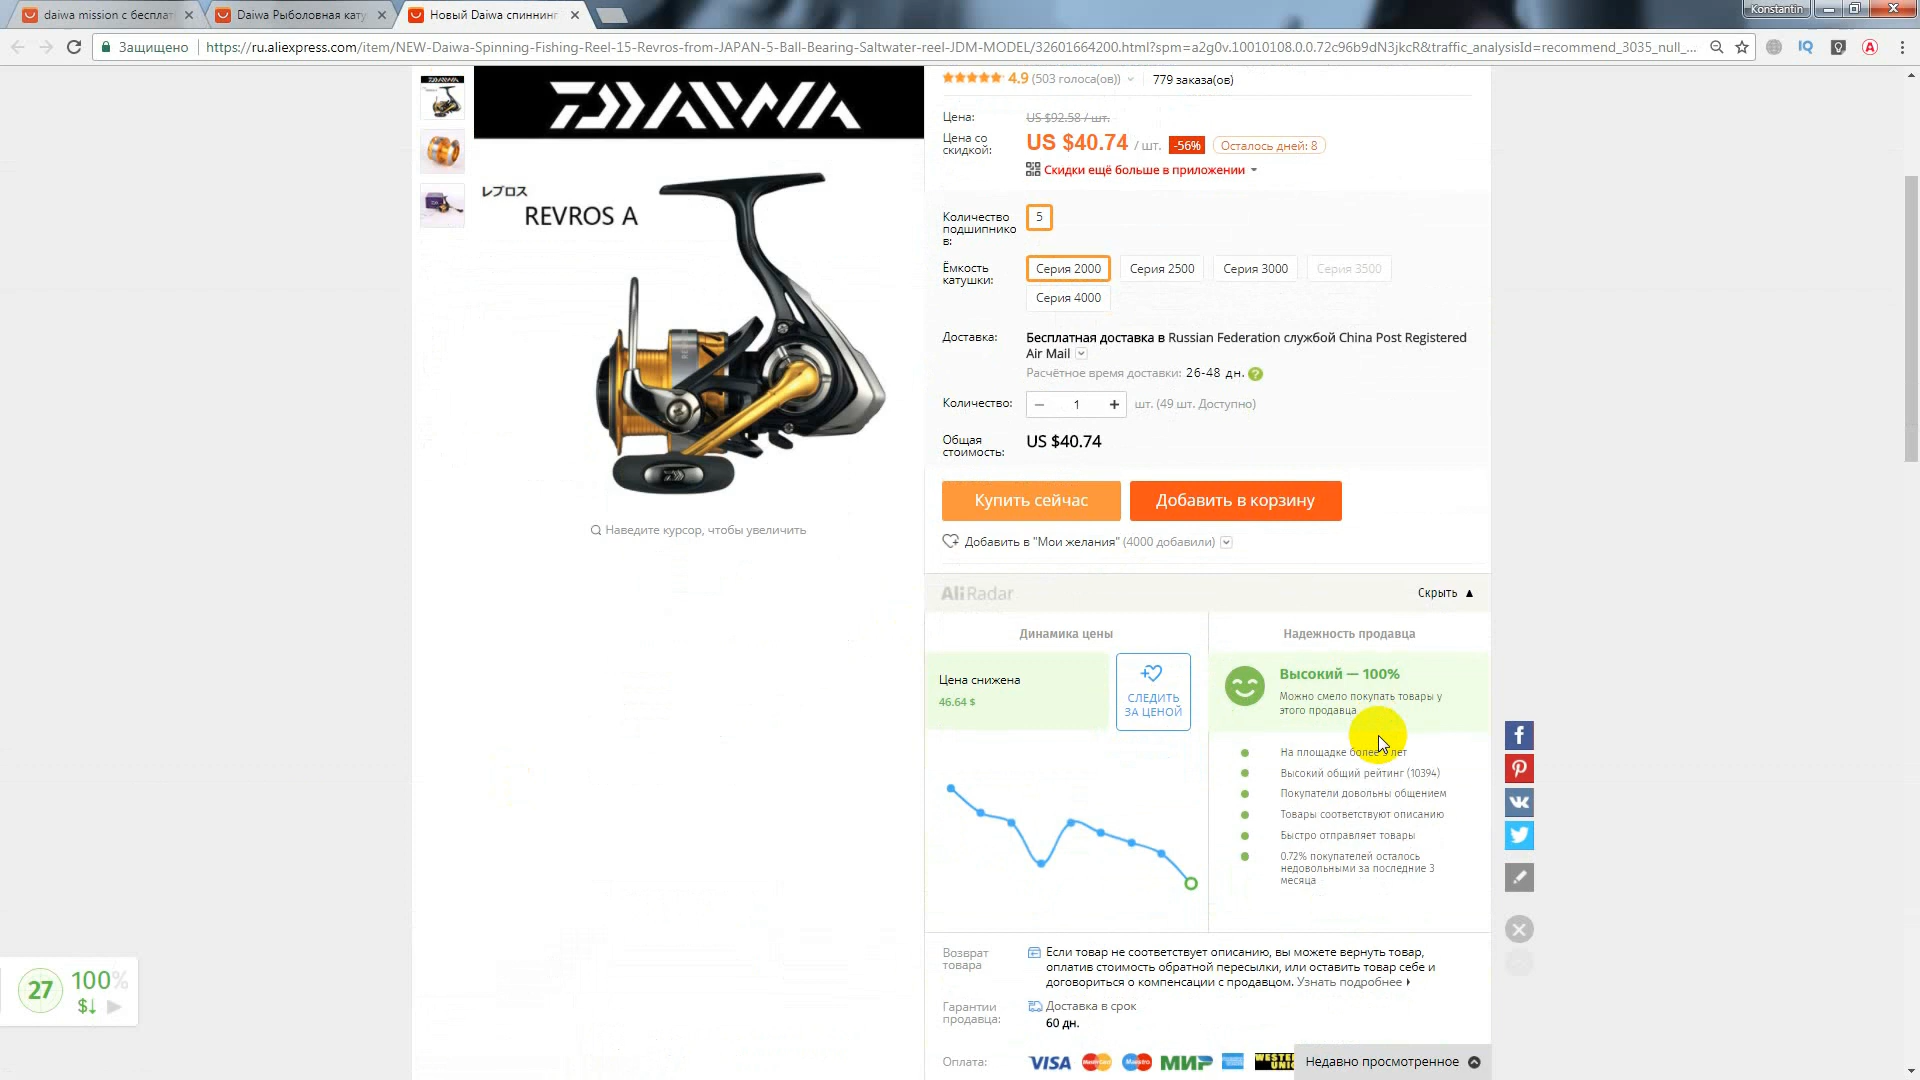 daiwa mission с бесплат
Daiwa Рыболовная кату
Новый Daiwa спиннинг
Konstantin
Защищено
https://ru.aliexpress.com/item/NEW-Daiwa-Spinning-Fishing-Reel-15-Revros-from-JAPAN-5-Ball-Bearing-Saltwater-reel-JDM-MODEL/32601664200.html?spm=a2g0v.10010108.0.0.72c96b9dN3jkcR&traffic_analysisId=recommend_3035_null_...
DAIWA
レブロス
REVROS A
Наведите курсор, чтобы увеличить
4.9 (503 голоса(ов))
779 заказа(ов)
Цена:
US $92.58 / шт.
Цена со скидкой:
US $40.74 / шт.
-56%
Осталось дней: 8
Скидки ещё больше в приложении
Количество подшипнико в:
5
Ёмкость катушки:
Серия 2000
Серия 2500
Серия 3000
Серия 3500
Серия 4000
Доставка:
Бесплатная доставка в Russian Federation службой China Post Registered
Air Mail
Расчётное время доставки: 26-48 дн.
Количество:
1
шт. (49 шт. Доступно)
Общая стоимость:
US $40.74
Купить сейчас
Добавить в корзину
Добавить в "Мои желания" (4000 добавили)
AliRadar
Скрыть ▲
Динамика цены
Надежность продавца
Цена снижена
46.64 $
СЛЕДИТЬ
ЗА ЦЕНОЙ
Высокий — 100%
Можно смело покупать товары у
этого продавца
На площадке более лет
Высокий общий рейтинг (10394)
Покупатели довольны общением
Товары соответствуют описанию
Быстро отправляет товары
0.72% покупателей осталось
недовольными за последние 3
месяца
Возврат товара
Если товар не соответствует описанию, вы можете вернуть товар,
оплатив стоимость обратной пересылки, или оставить товар себе и
договориться о компенсации с продавцом. Узнать подробнее
Гарантии продавца:
Доставка в срок
60 дн.
Оплата:
VISA
MasterCard
Maestro
МИР
Недавно просмотренное
27
100%
$↓